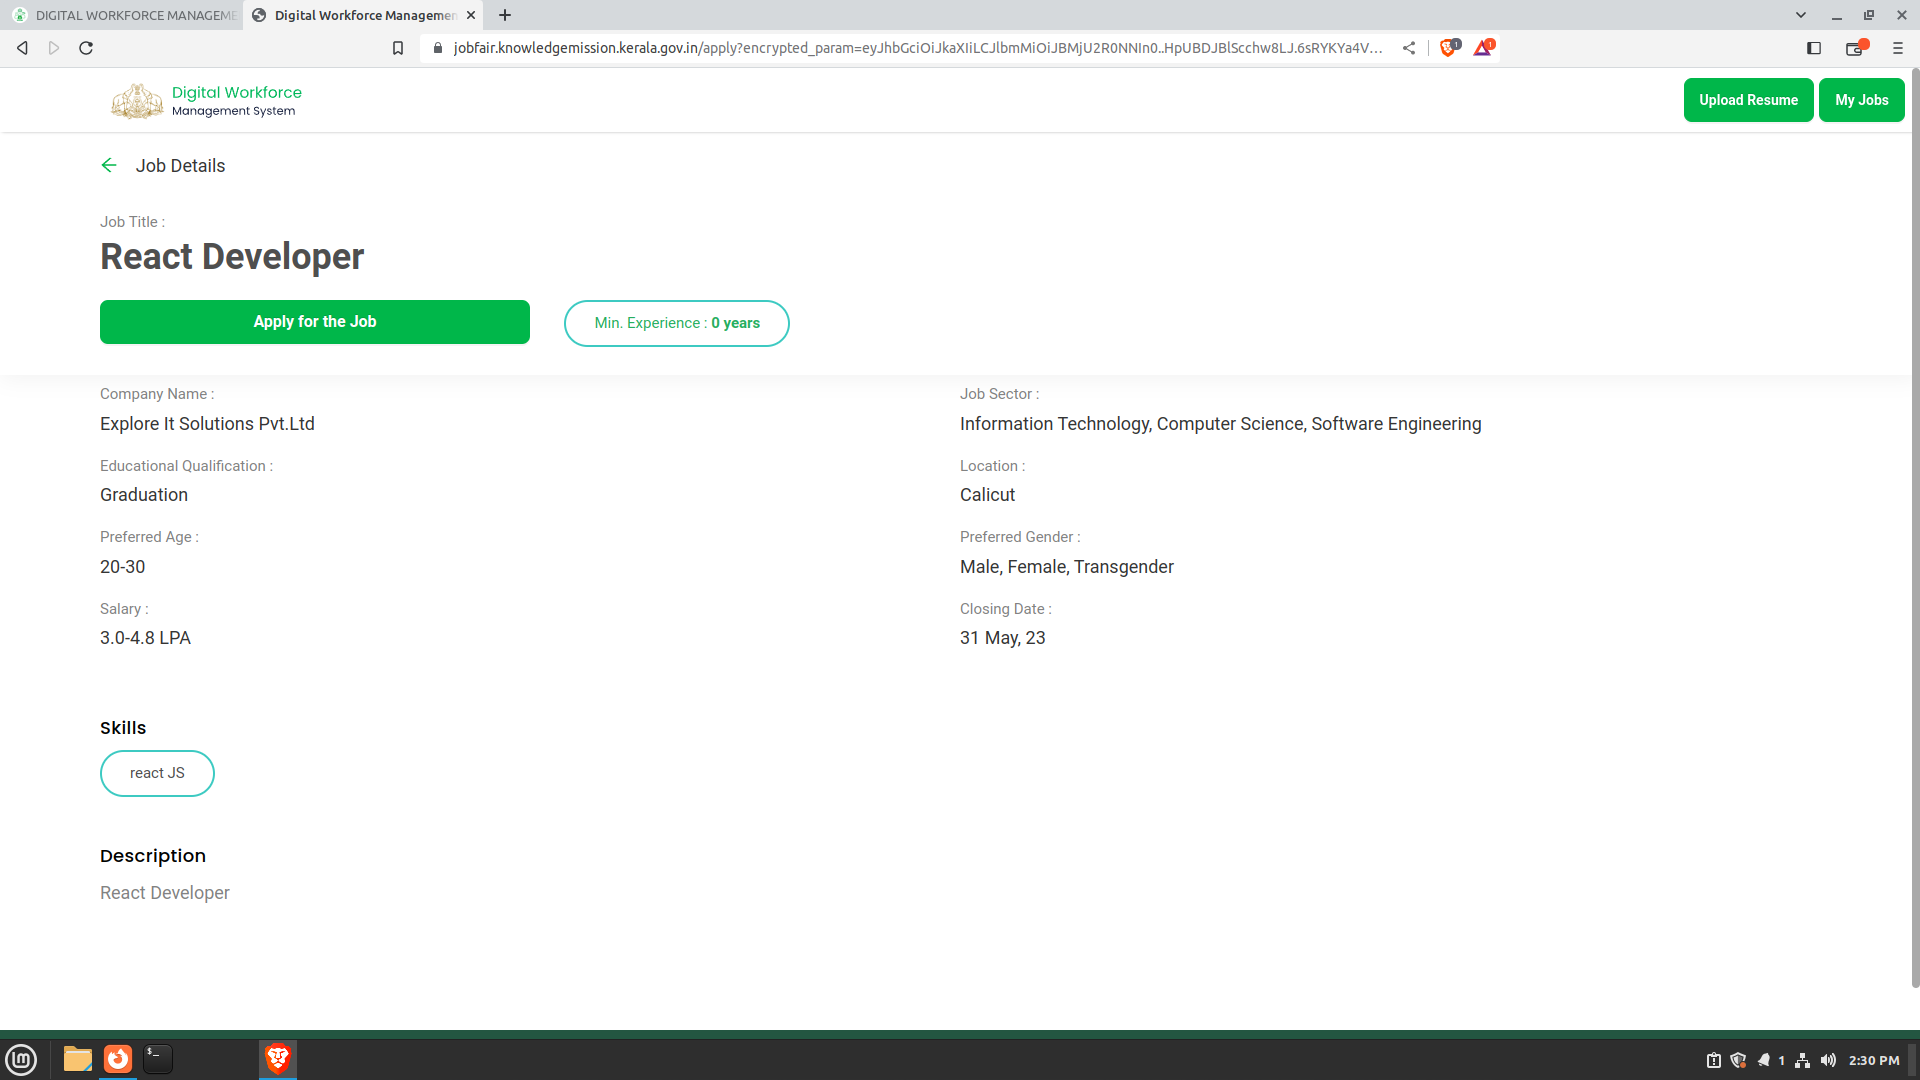 DIGITAL WORKFORCE MANAGEME
Digital Workforce Managemen
jobfair.knowledgemission.kerala.gov.in/apply?encrypted_param=eyJhbGciOiJkaXIiLCJlbmMiOiJBMjU2R0NNIn0..HpUBDJBlScchw8LJ.6sRYKYa4V...
1
1
Digital Workforce
Management System
Upload Resume
My Jobs
Job Details
Job Title :
React Developer
Apply for the Job
Min. Experience : 0 years
Company Name :
Job Sector :
Explore It Solutions Pvt.Ltd
Information Technology, Computer Science, Software Engineering
Educational Qualification :
Location :
Graduation
Calicut
Preferred Age :
Preferred Gender :
20-30
Male, Female, Transgender
Salary :
Closing Date :
3.0-4.8 LPA
31 May, 23
Skills
react JS
Description
React Developer
lm
$_
1
2:30 PM